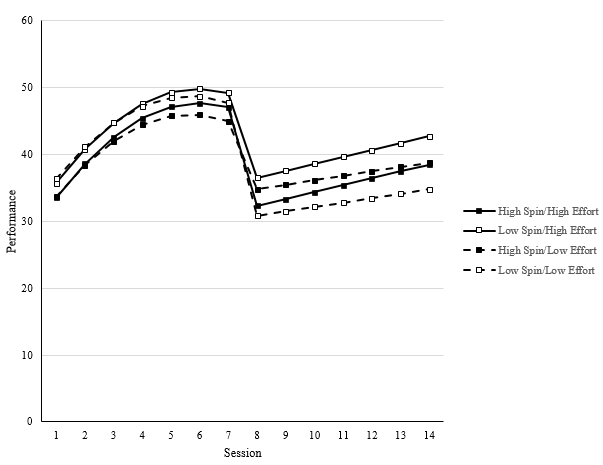 60
50
40
30
20
10
0
Performance
1 2 3 4 5 6 7 8 9 10 11 12 13 14
Session
High Spin/High Effort
Low Spin/High Effort
High Spin/Low Effort
Low Spin/Low Effort